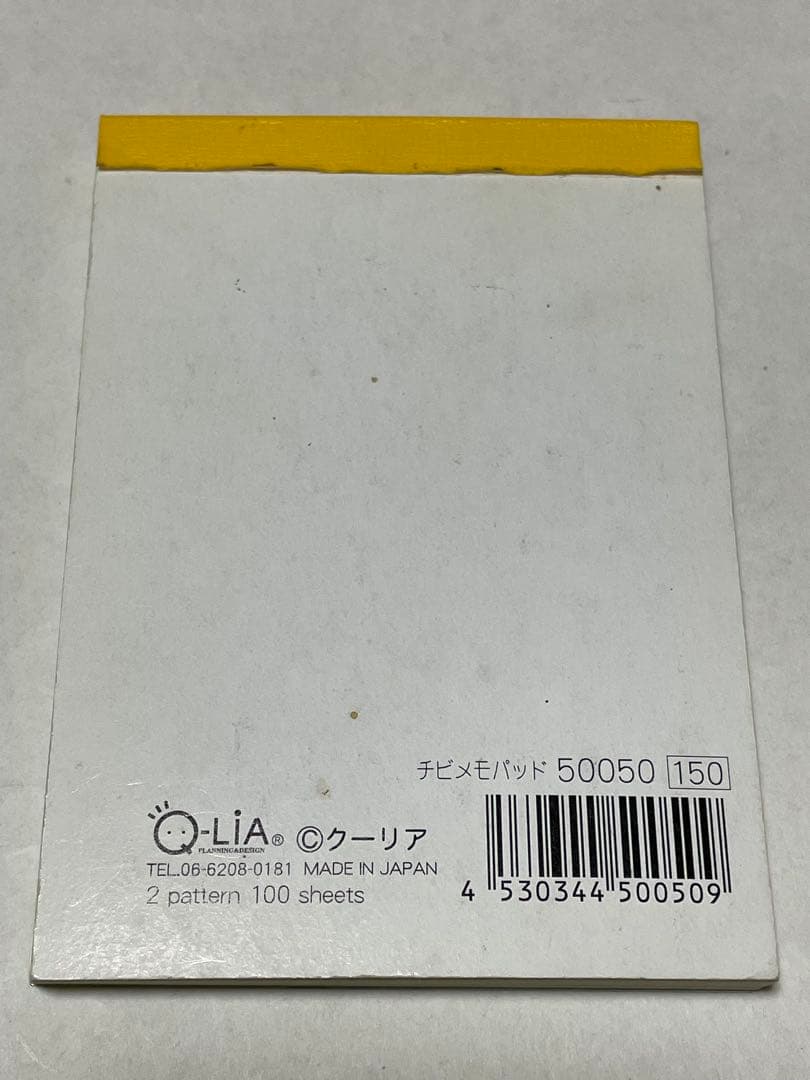 チビメモパッド 50050 150
Q-LiA® ©クーリア
PLANNING&DESIGN
TEL.06-6208-0181 MADE IN JAPAN
2 pattern 100 sheets
4 530344 500509